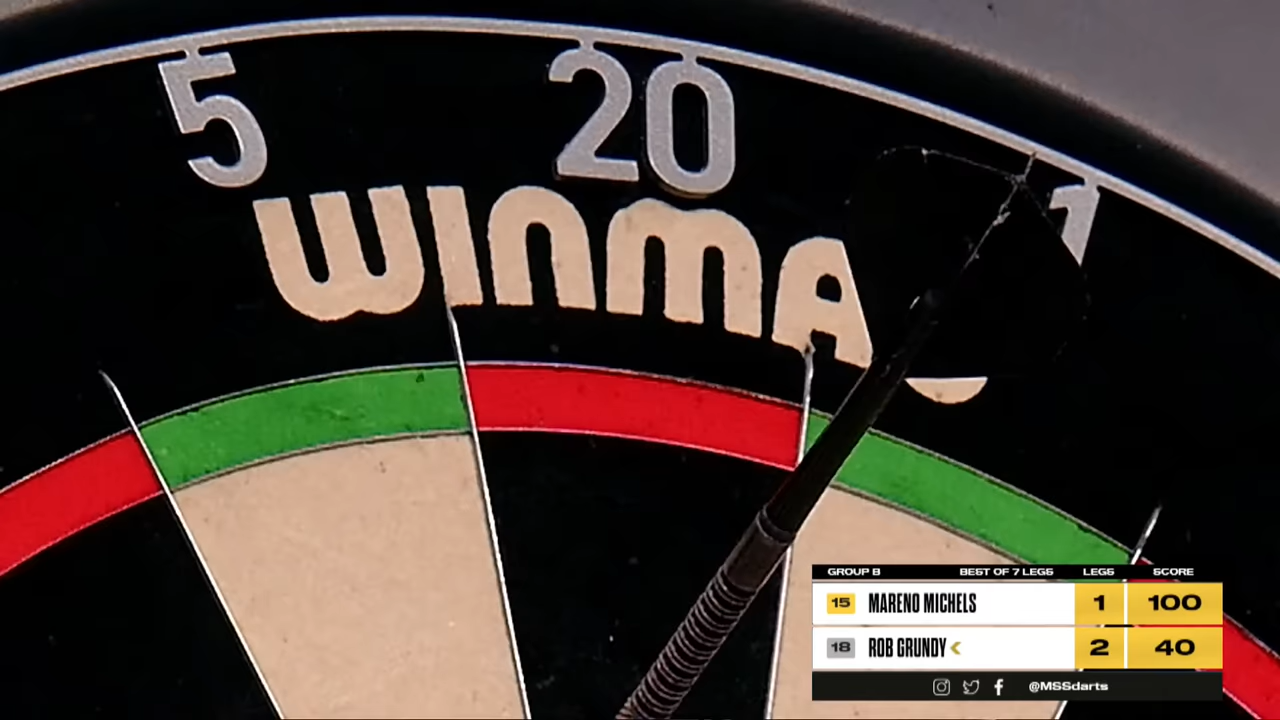 5 20 1
WINMA
GROUP B BEST OF 7 LEGS LEGS SCORE
15 MARENO MICHELS 1 100
18 ROB GRUNDY 2 40
@MSSdarts